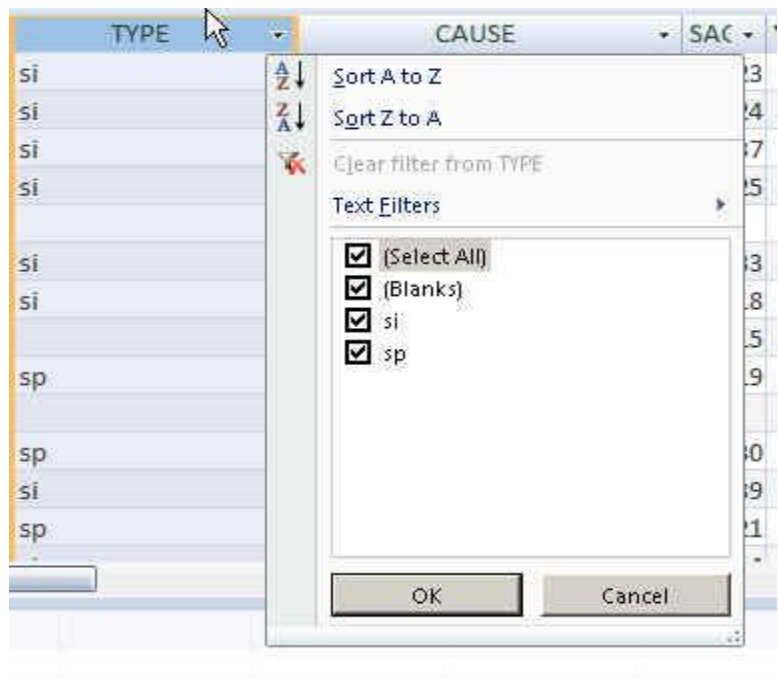 TYPE CAUSE SAC
si
si
si
si
si
si
sp
sp
si
sp
Sort A to Z
Sort Z to A
Clear filter from TYPE
Text Filters
(Select All)
(Blanks)
si
sp
OK Cancel